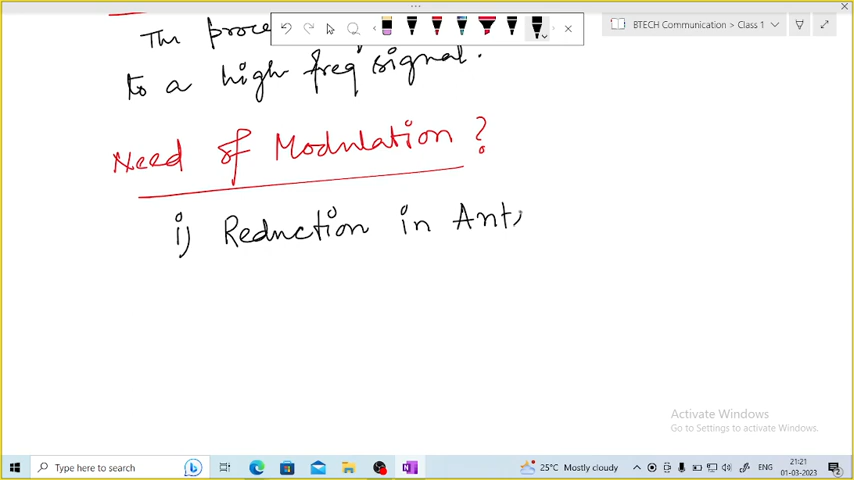 BTECH Communication > Class 1
The proce
to a high freq signal.
Need of Modulation ?
i) Reduction in Ant
Activate Windows
Go to Settings to activate Windows.
Type here to search
25°C Mostly cloudy
ENG
21:21
01-03-2023
2